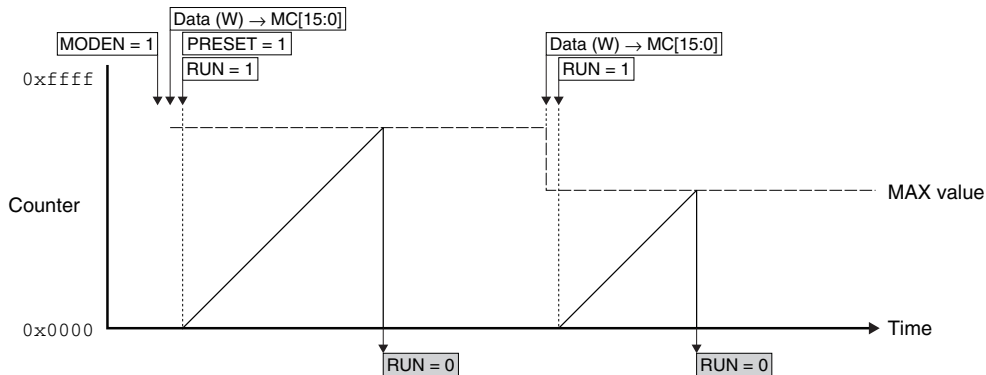 Data (W) → MC[15:0]
MODEN = 1
PRESET = 1
RUN = 1
Data (W) → MC[15:0]
RUN = 1
0xffff
Counter
MAX value
0x0000
Time
RUN = 0
RUN = 0